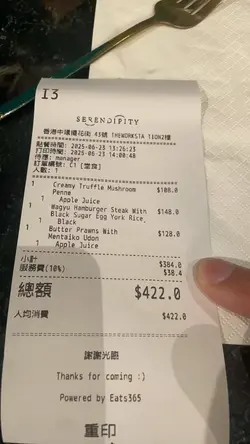 13
SERENDIPITY
香港中環擺花街 43號 THEWORKSTA 110N2樓
點餐時間: 2025-06-23 13:26:23
打印時間: 2025-06-23 14:00:48
侍應: manager
訂單編號: C1 [堂食]
人數: 1
1 Creamy Truffle Mushroom $108.0
Penne
Apple Juice
1 Wagyu Hamburger Steak With $148.0
Black Sugar Egg York Rice
1 Black
1 Butter Prawns With $128.0
Mentaiko Udon
1 Apple Juice
小計 $384.0
服務費(10%) $38.4
總額 $422.0
人均消費 $422.0
謝謝光臨
Thanks for coming :)
Powered by Eats365
重印